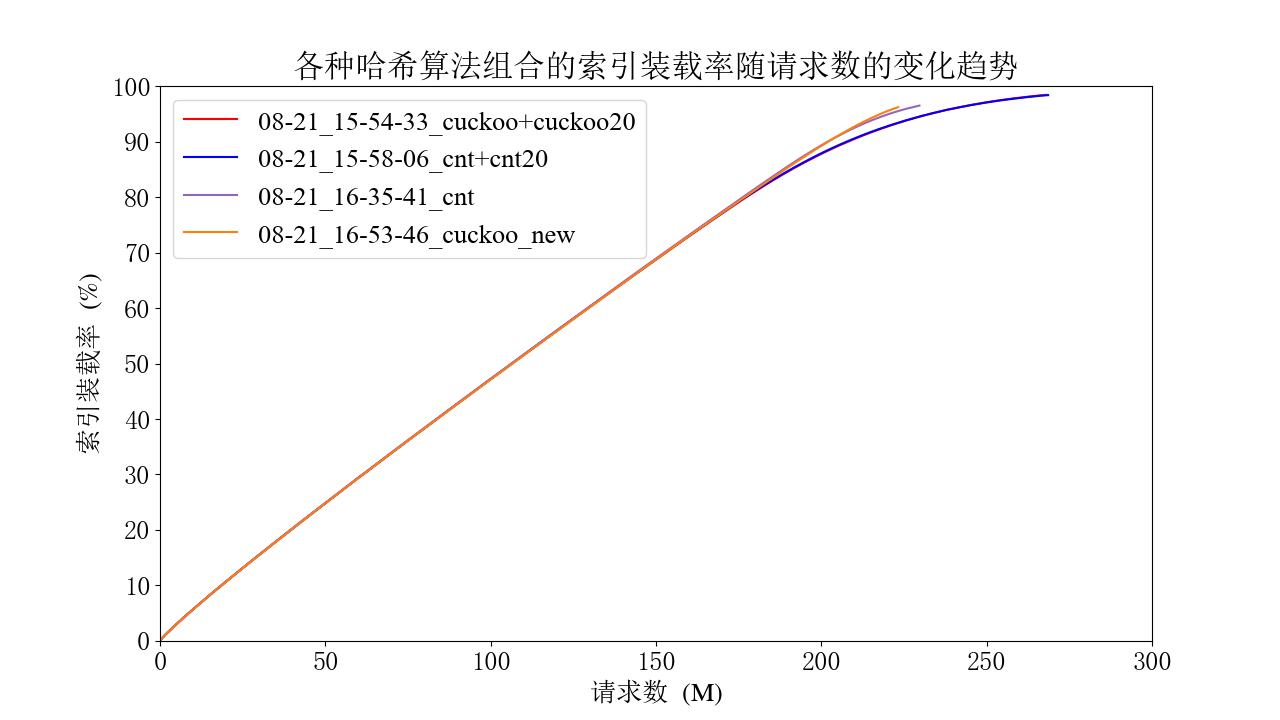 各种哈希算法组合的索引装载率随请求数的变化趋势
08-21_15-54-33_cuckoo+cuckoo20
08-21_15-58-06_cnt+cnt20
08-21_16-35-41_cnt
08-21_16-53-46_cuckoo_new
索引装载率 (%)
100
90
80
70
60
50
40
30
20
10
0
0 50 100 150 200 250 300
请求数 (M)